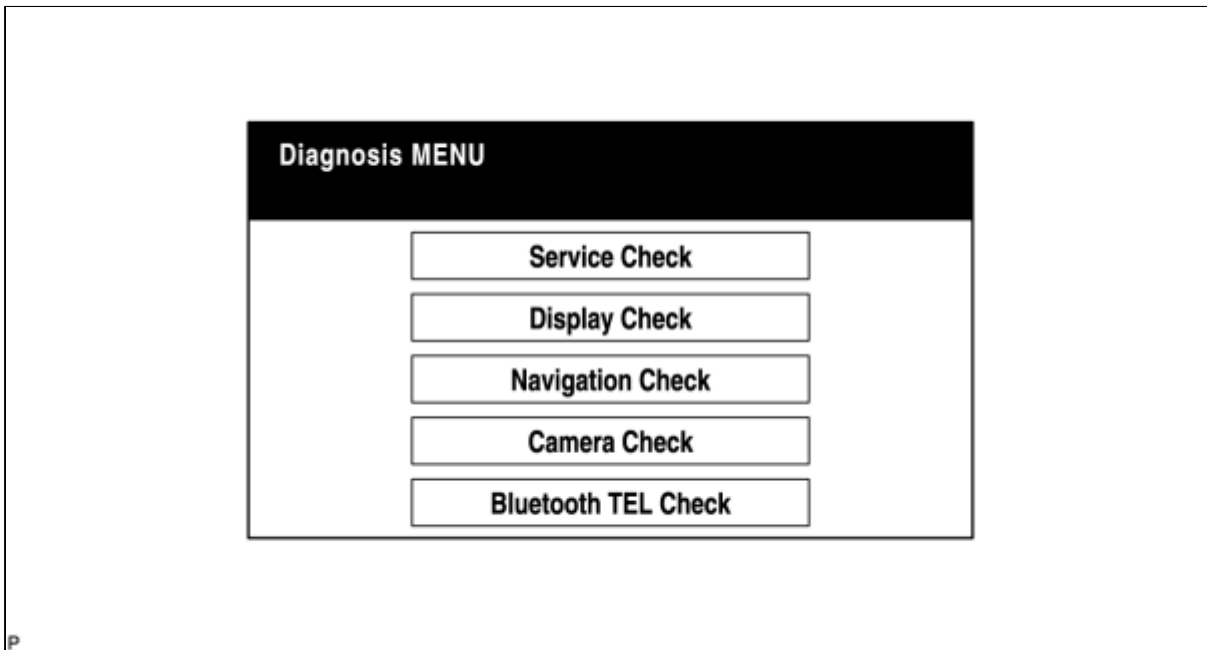 Diagnosis MENU
Service Check
Display Check
Navigation Check
Camera Check
Bluetooth TEL Check
P